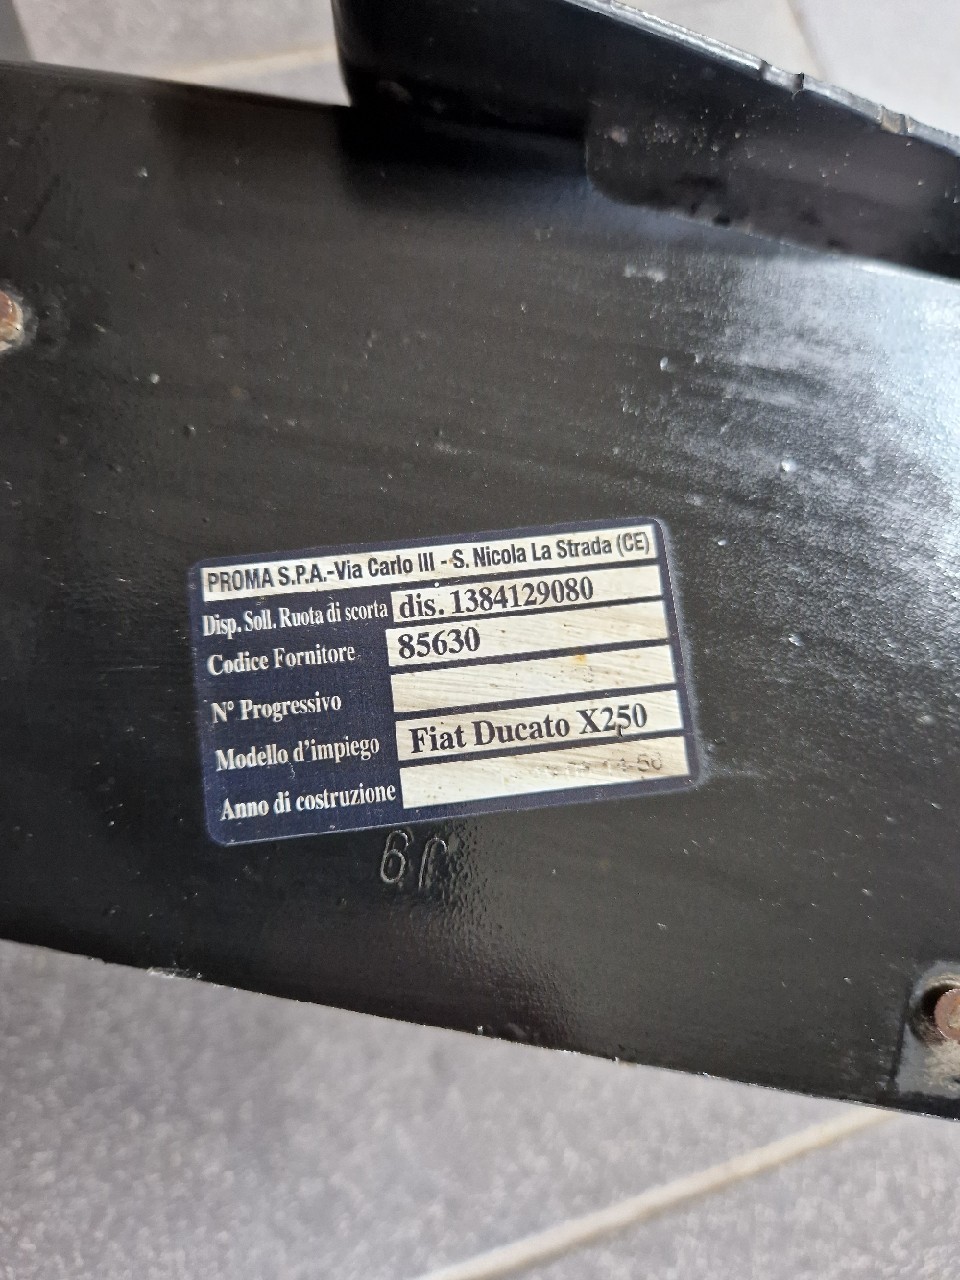 PROMA S.P.A.-Via Carlo III - S. Nicola La Strada (CE)
Disp. Soll. Ruota di scorta dis. 1384129080
Codice Fornitore 85630
N° Progressivo
Modello d'impiego Fiat Ducato X250
Anno di costruzione